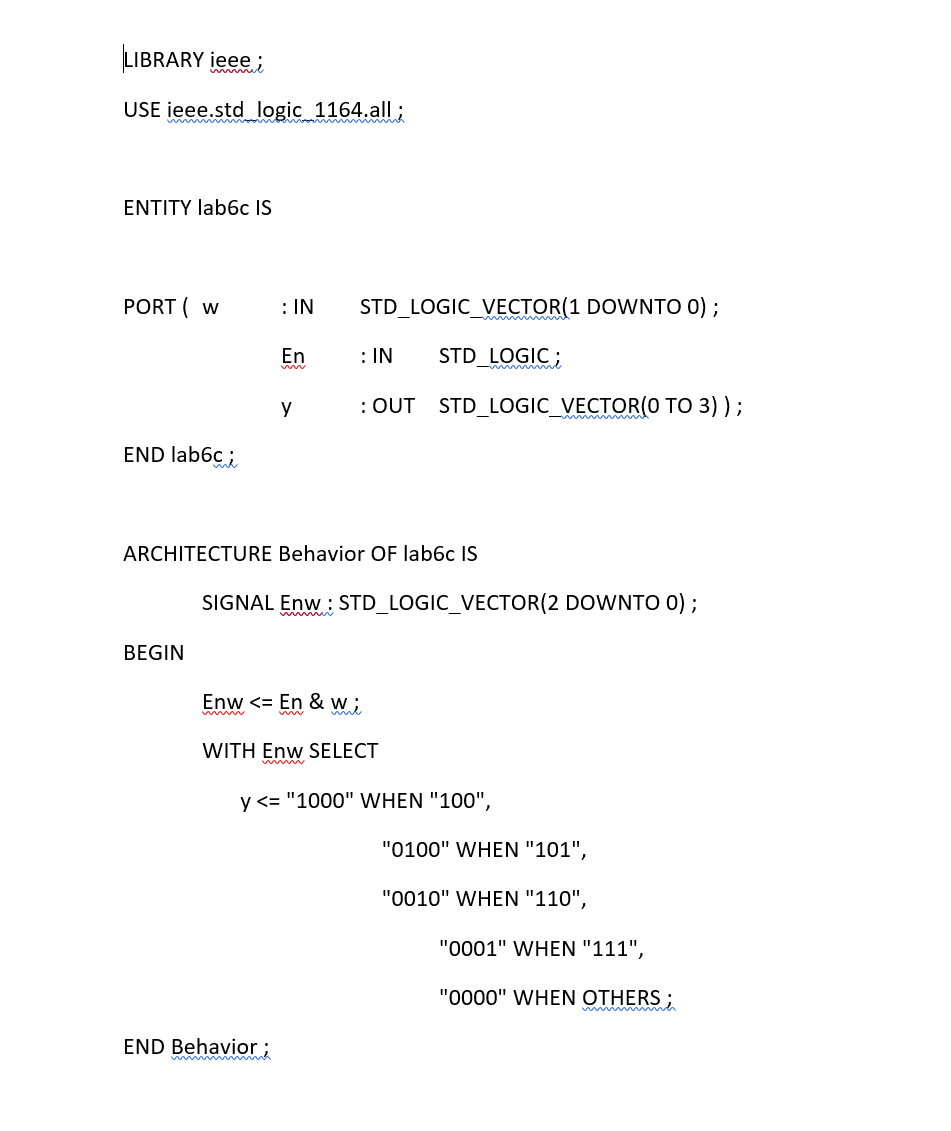 LIBRARY ieee ;
USE ieee.std_logic_1164.all ;
ENTITY lab6c IS
PORT ( w : IN STD_LOGIC_VECTOR(1 DOWNTO 0) ;
En : IN STD_LOGIC ;
y : OUT STD_LOGIC_VECTOR(0 TO 3) ) ;
END lab6c ;
ARCHITECTURE Behavior OF lab6c IS
SIGNAL Enw : STD_LOGIC_VECTOR(2 DOWNTO 0) ;
BEGIN
Enw <= En & w ;
WITH Enw SELECT
y <= "1000" WHEN "100",
"0100" WHEN "101",
"0010" WHEN "110",
"0001" WHEN "111",
"0000" WHEN OTHERS ;
END Behavior ;